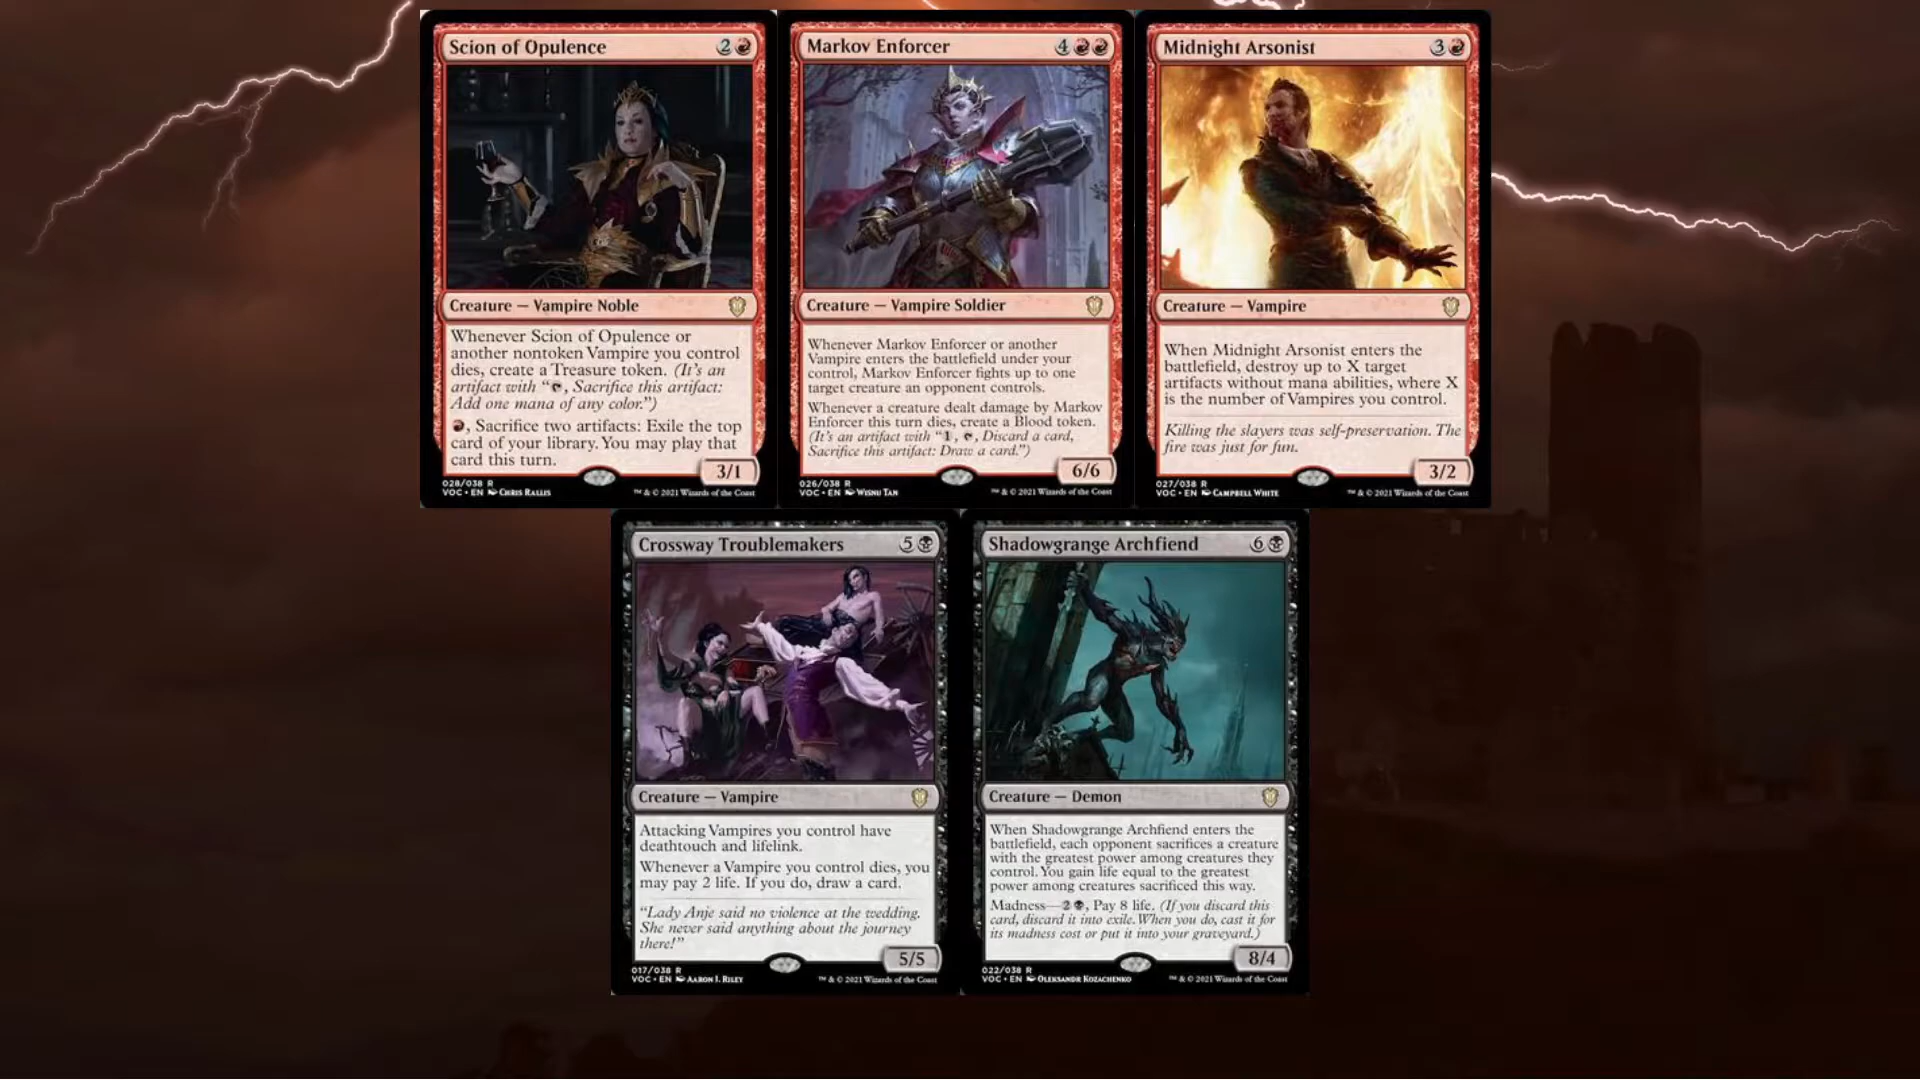 Scion of Opulence 2
Creature — Vampire Noble
Whenever Scion of Opulence or
another nontoken Vampire you control
dies, create a Treasure token. (It's an
artifact with “, Sacrifice this artifact:
Add one mana of any color.”)
, Sacrifice two artifacts: Exile the top
card of your library. You may play that
card this turn.
3/1
028/038 R
VOC • EN Chris Rallis ™ & © 2021 Wizards of the Coast
Markov Enforcer 4
Creature — Vampire Soldier
Whenever Markov Enforcer or another
Vampire enters the battlefield under your
control, Markov Enforcer fights up to one
target creature an opponent controls.
Whenever a creature dealt damage by Markov
Enforcer this turn dies, create a Blood token.
(It's an artifact with “1, , Discard a card,
Sacrifice this artifact: Draw a card.”)
6/6
026/038 R
VOC • EN Wisnu Tan ™ & © 2021 Wizards of the Coast
Midnight Arsonist 3
Creature — Vampire
When Midnight Arsonist enters the
battlefield, destroy up to X target
artifacts without mana abilities, where X
is the number of Vampires you control.
Killing the slayers was self-preservation. The
fire was just for fun.
3/2
027/038 R
VOC • EN Campbell White ™ & © 2021 Wizards of the Coast
Crossway Troublemakers 5
Creature — Vampire
Attacking Vampires you control have
deathtouch and lifelink.
Whenever a Vampire you control dies, you
may pay 2 life. If you do, draw a card.
“Lady Anje said no violence at the wedding.
She never said anything about the journey
there!”
5/5
017/038 R
VOC • EN Aaron J. Riley ™ & © 2021 Wizards of the Coast
Shadowgrange Archfiend 6
Creature — Demon
When Shadowgrange Archfiend enters the
battlefield, each opponent sacrifices a creature
with the greatest power among creatures they
control. You gain life equal to the greatest
power among creatures sacrificed this way.
Madness—2, Pay 8 life. (If you discard this
card, discard it into exile. When you do, cast it for
its madness cost or put it into your graveyard.)
8/4
022/038 R
VOC • EN Oleksandr Kozachenko ™ & © 2021 Wizards of the Coast